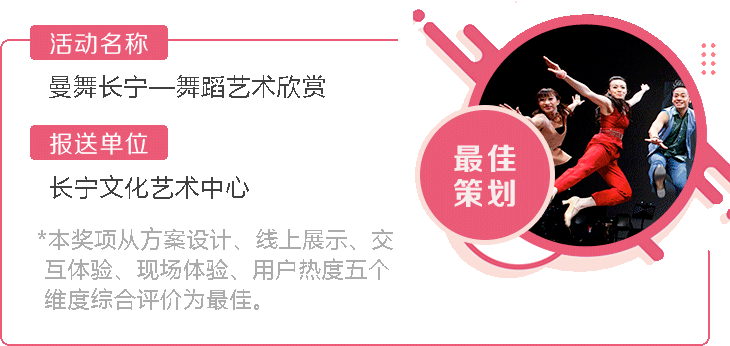 活动名称
曼舞长宁—舞蹈艺术欣赏
报送单位
长宁文化艺术中心
*本奖项从方案设计、线上展示、交
互体验、现场体验、用户热度五个
维度综合评价为最佳。
最佳
策划